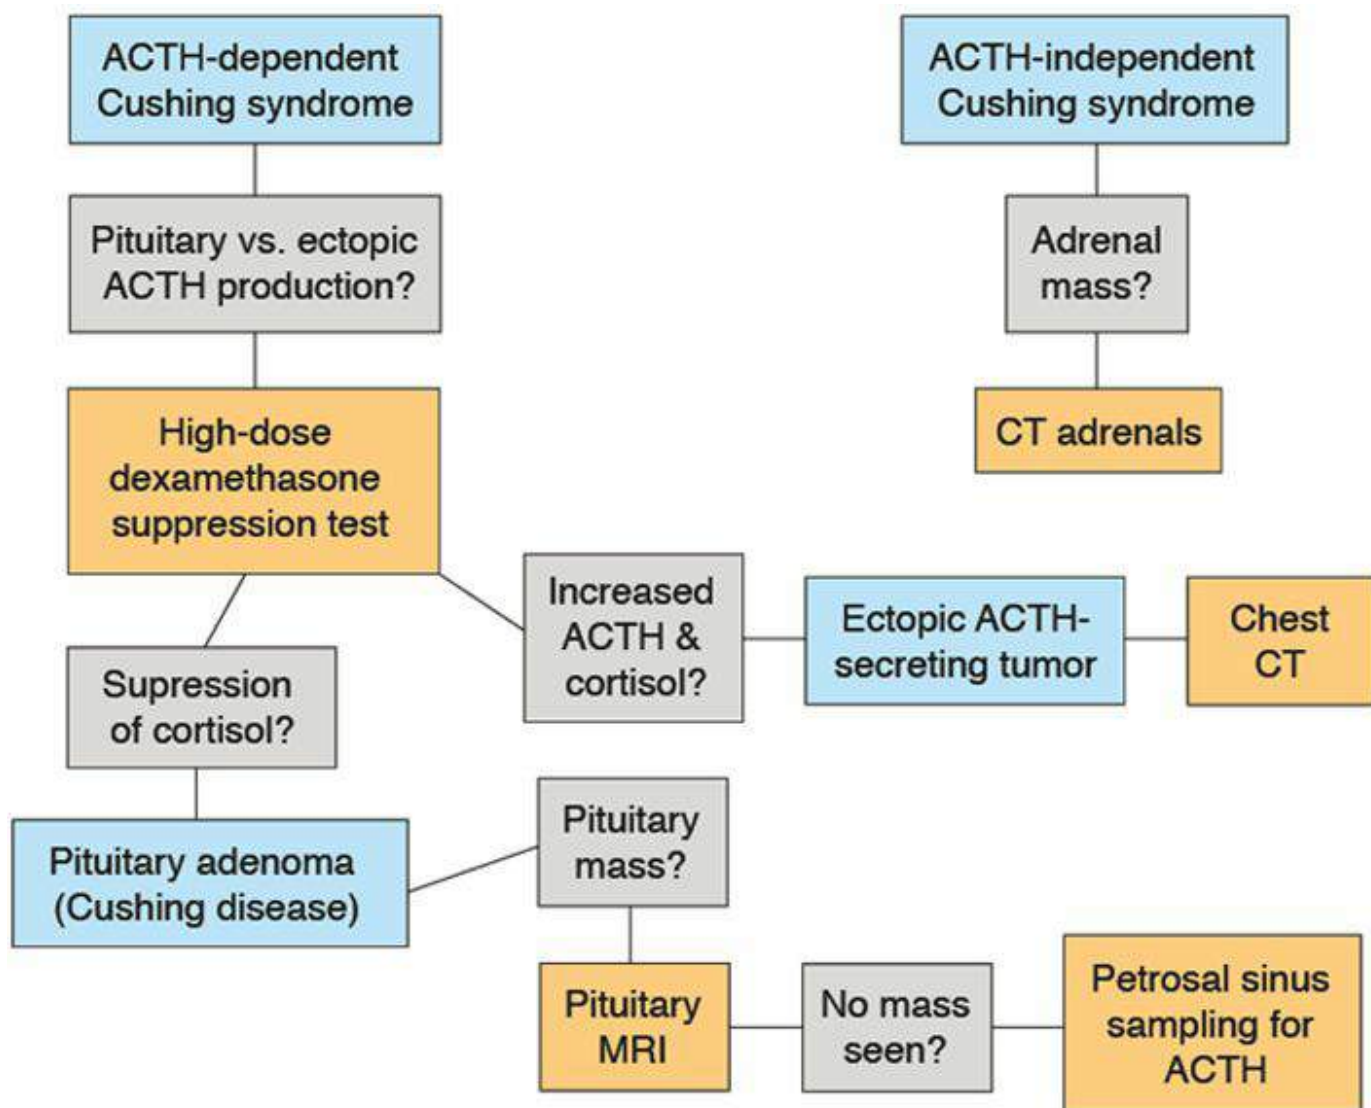 ACTH-dependent
Cushing syndrome
ACTH-independent
Cushing syndrome
Pituitary vs. ectopic
ACTH production?
Adrenal
mass?
High-dose
dexamethasone
suppression test
CT adrenals
Increased
ACTH &
cortisol?
Ectopic ACTH-
secreting tumor
Chest
CT
Supression
of cortisol?
Pituitary adenoma
(Cushing disease)
Pituitary
mass?
Pituitary
MRI
No mass
seen?
Petrosal sinus
sampling for
ACTH